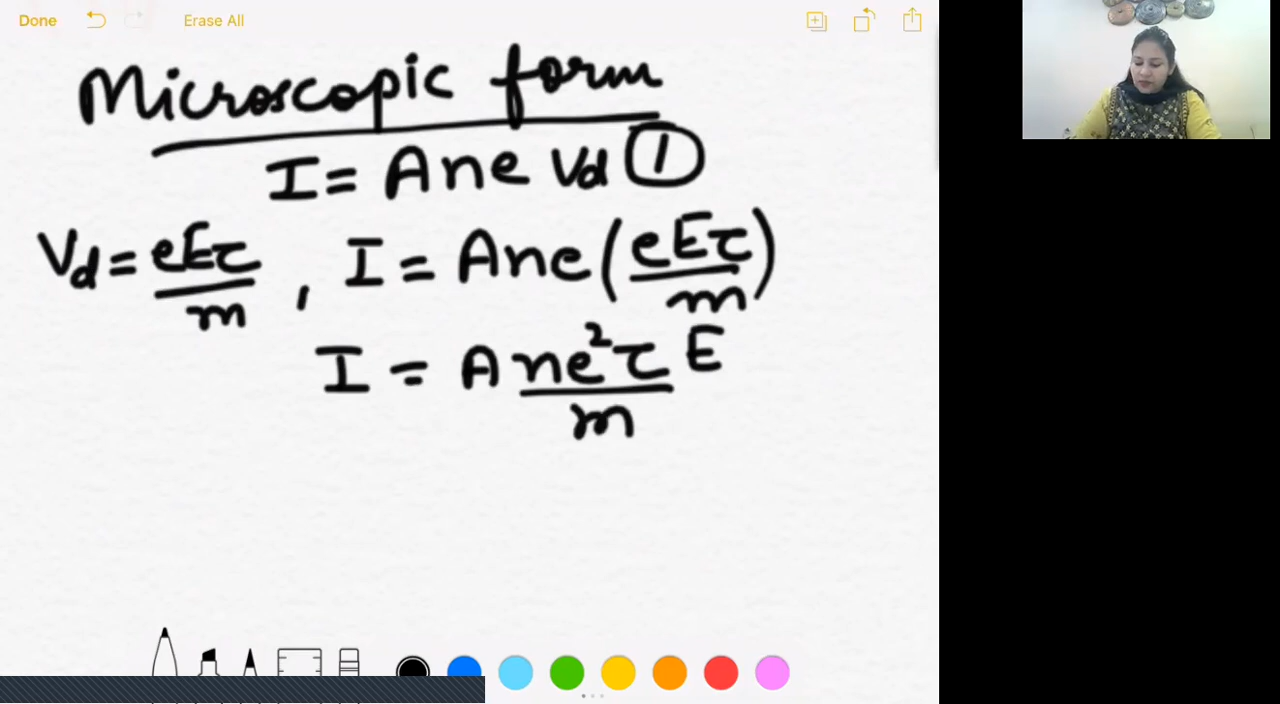 Done Erase All
Microscopic form
I = Ane Vd ①
Vd = eEτ/m , I = Ane(eEτ/m)
I = A ne²τ/m E